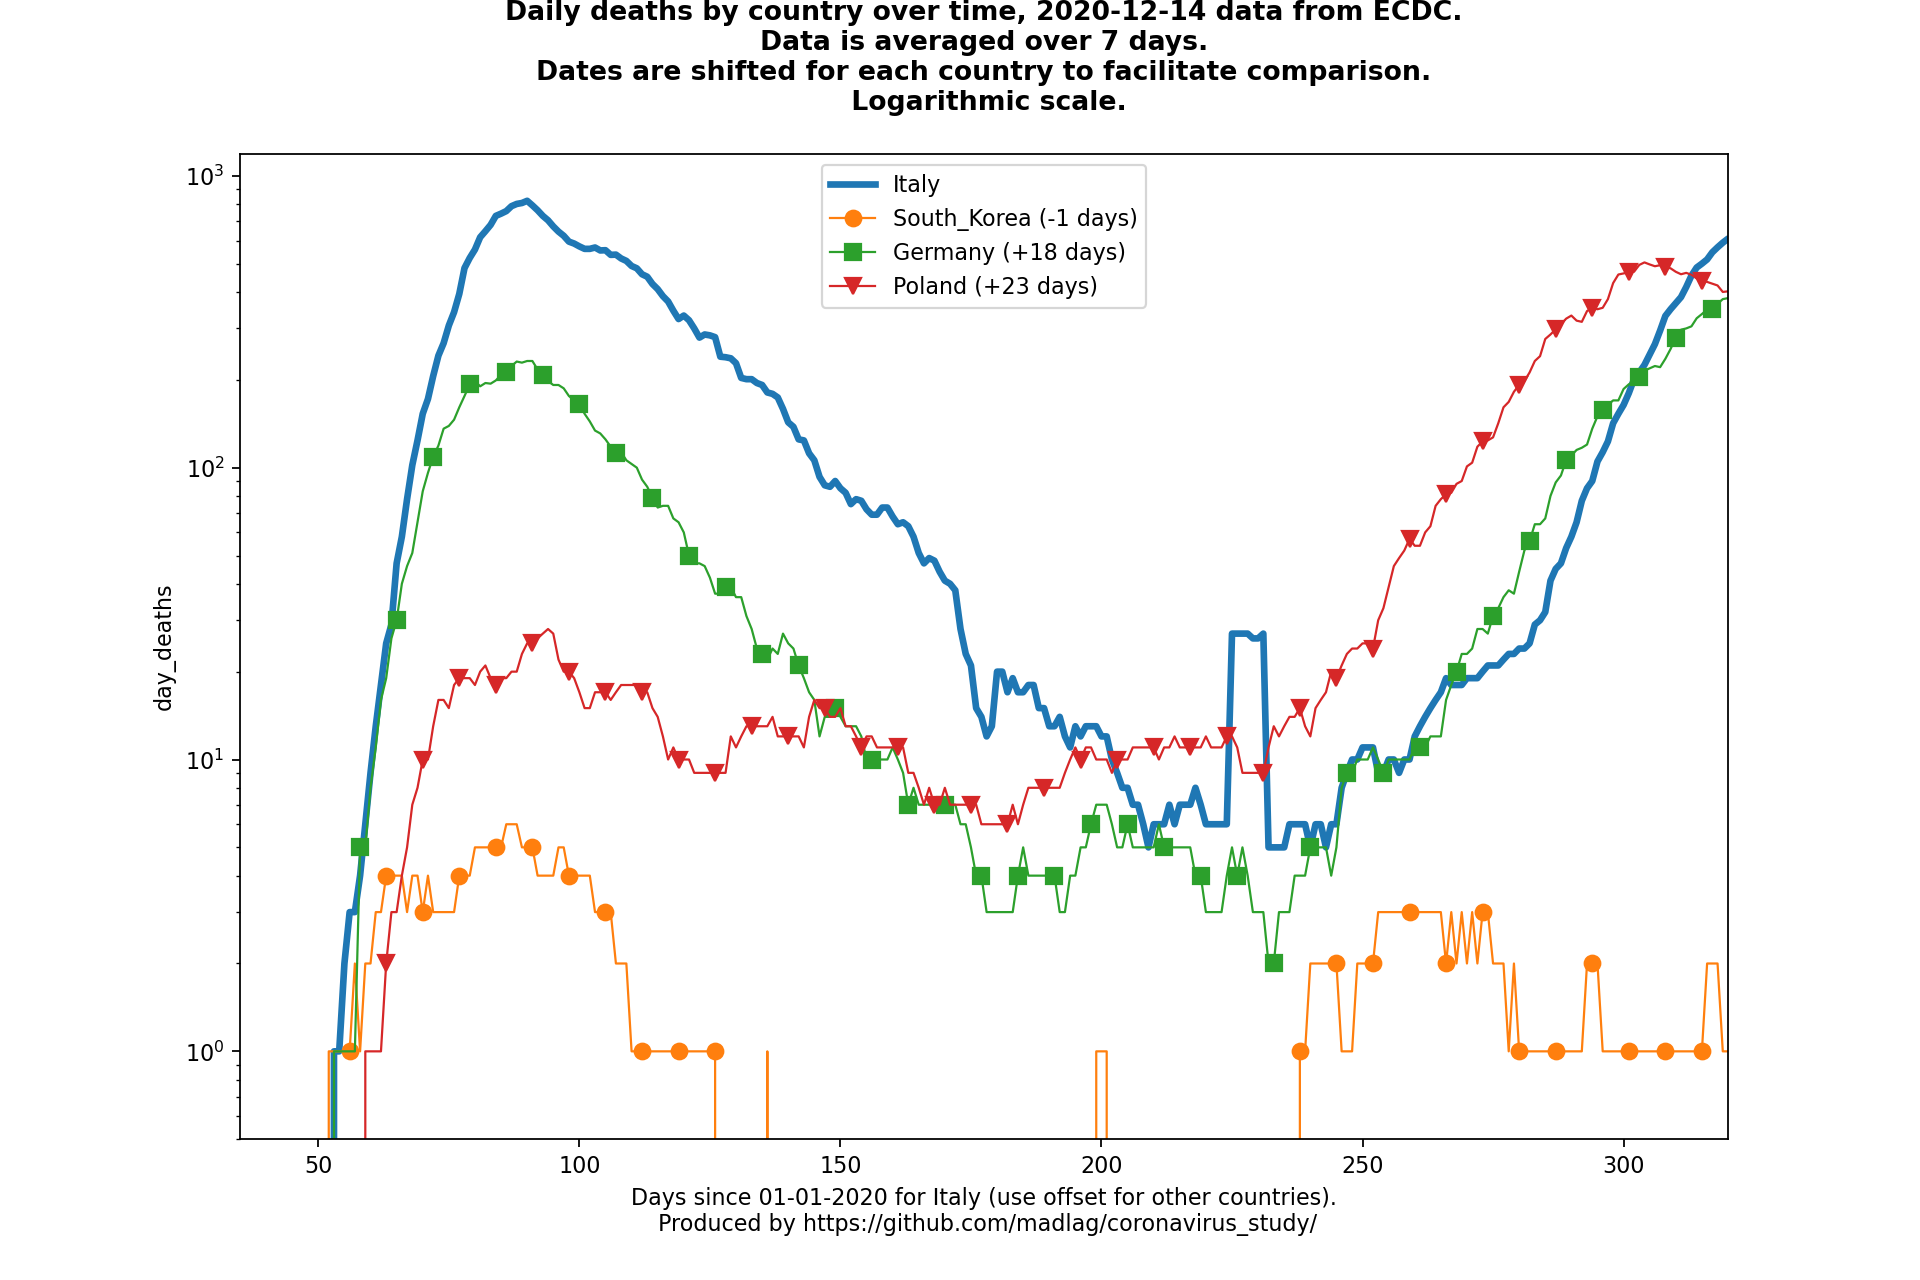 Daily deaths by country over time, 2020-12-14 data from ECDC.
Data is averaged over 7 days.
Dates are shifted for each country to facilitate comparison.
Logarithmic scale.
Italy
South_Korea (-1 days)
Germany (+18 days)
Poland (+23 days)
day_deaths
10³
10²
10¹
10⁰
50 100 150 200 250 300
Days since 01-01-2020 for Italy (use offset for other countries).
Produced by https://github.com/madlag/coronavirus_study/